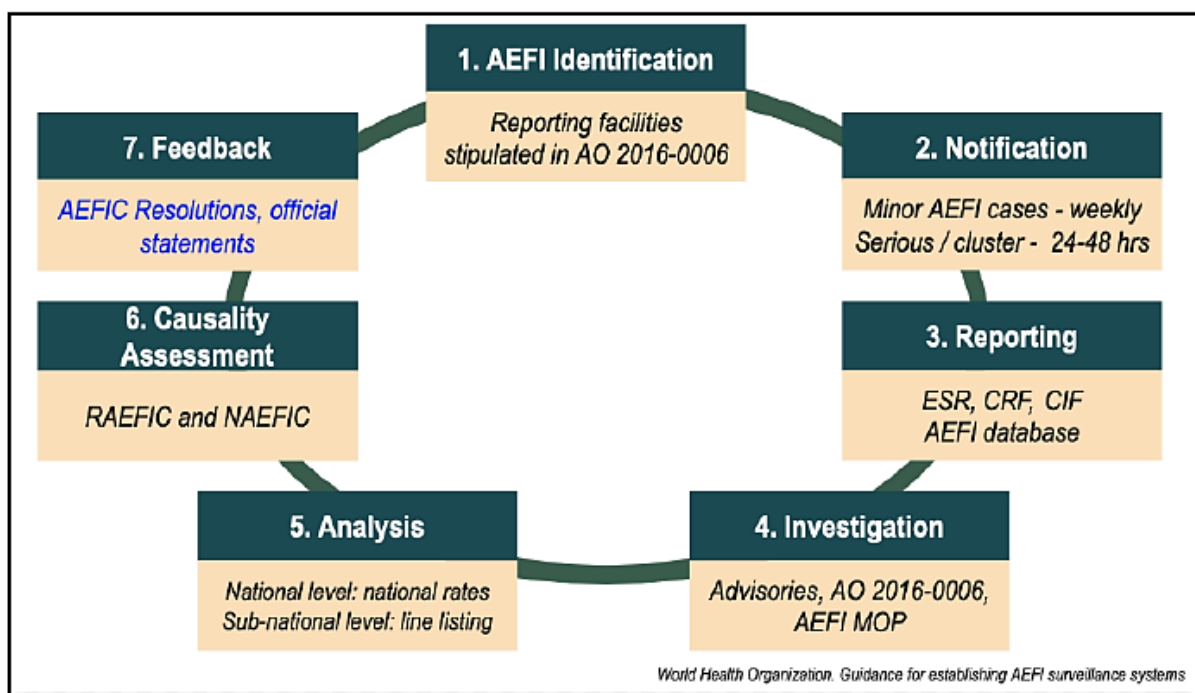 1. AEFI Identification
Reporting facilities
stipulated in AO 2016-0006
2. Notification
Minor AEFI cases - weekly
Serious / cluster - 24-48 hrs
3. Reporting
ESR, CRF, CIF
AEFI database
4. Investigation
Advisories, AO 2016-0006,
AEFI MOP
5. Analysis
National level: national rates
Sub-national level: line listing
6. Causality
Assessment
RAEFIC and NAEFIC
7. Feedback
AEFIC Resolutions, official
statements
World Health Organization. Guidance for establishing AEFI surveillance systems